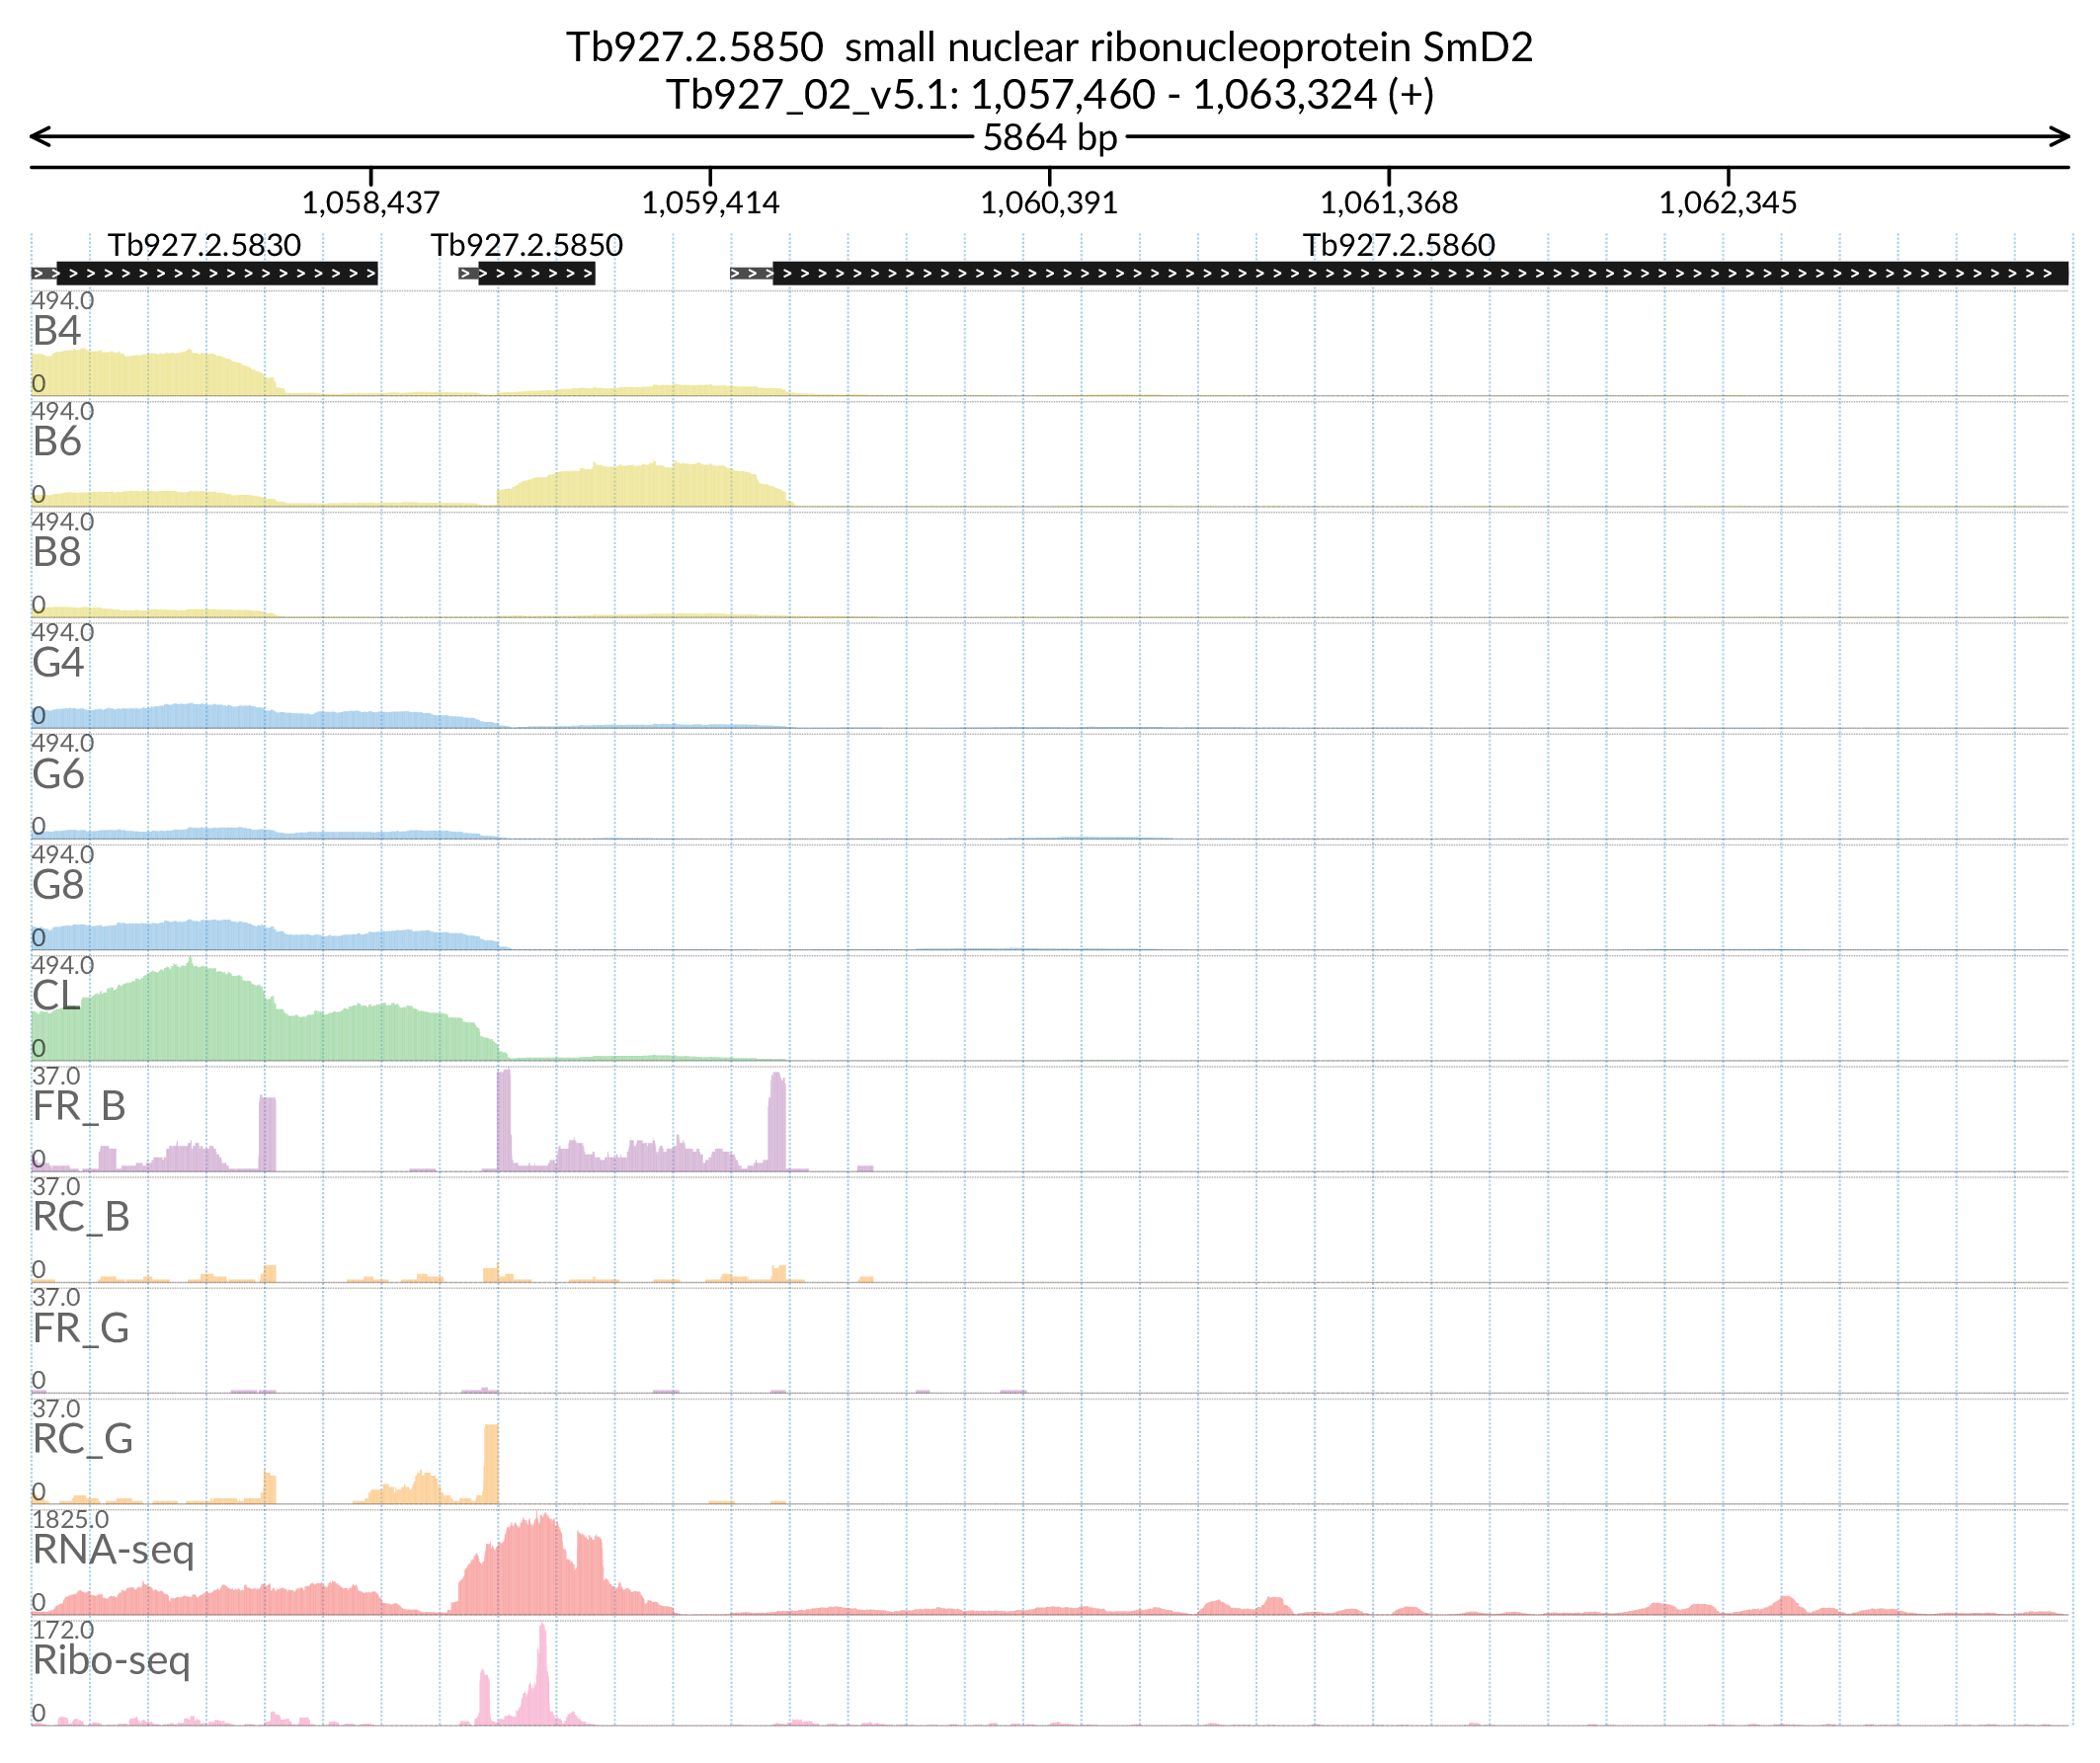 Tb927.2.5850  small nuclear ribonucleoprotein SmD2
Tb927_02_v5.1: 1,057,460 - 1,063,324 (+)
5864 bp
1,058,437 1,059,414 1,060,391 1,061,368 1,062,345
Tb927.2.5830 Tb927.2.5850 Tb927.2.5860
494.0
B4
0
494.0
B6
0
494.0
B8
0
494.0
G4
0
494.0
G6
0
494.0
G8
0
494.0
CL
0
37.0
FR_B
0
37.0
RC_B
0
37.0
FR_G
0
37.0
RC_G
0
1825.0
RNA-seq
0
172.0
Ribo-seq
0